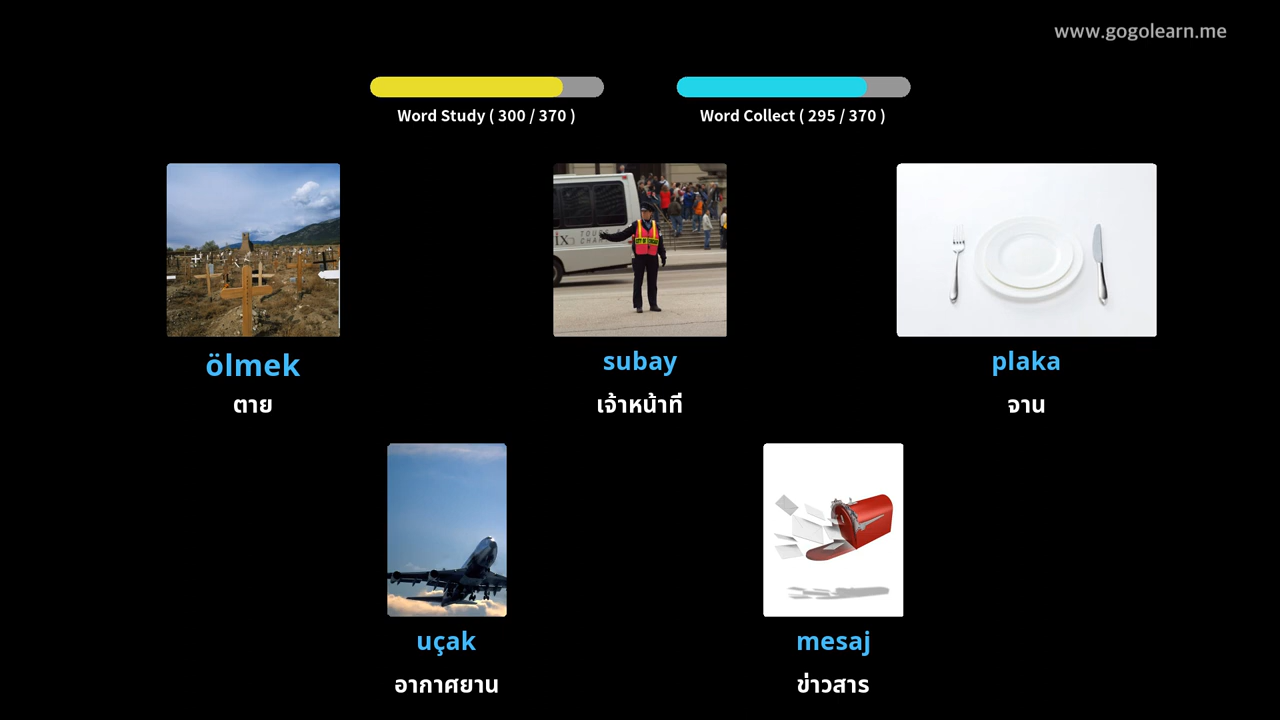 www.gogolearn.me
Word Study ( 300 / 370 )
Word Collect ( 295 / 370 )
ölmek
ตาย
subay
เจ้าหน้าที่
plaka
จาน
uçak
อากาศยาน
mesaj
ข่าวสาร